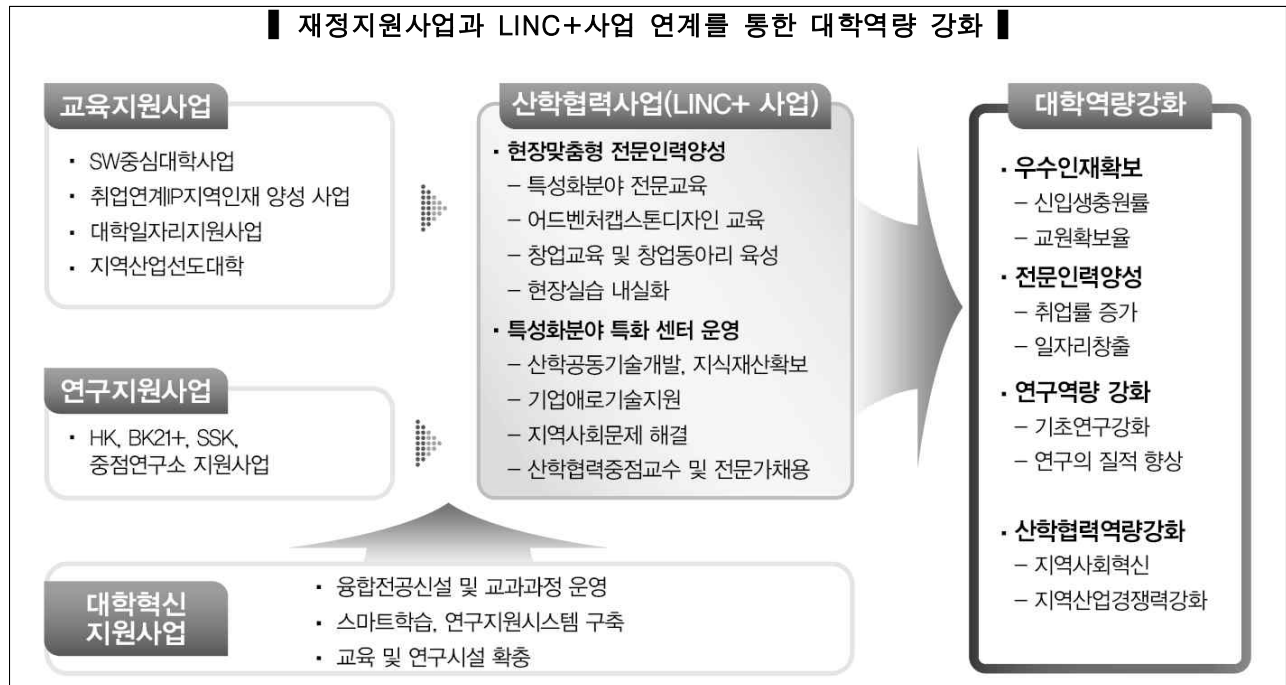 ▌ 재정지원사업과 LINC+사업 연계를 통한 대학역량 강화 ▌
교육지원사업
· SW중심대학사업
· 취업연계IP지역인재 양성 사업
· 대학일자리지원사업
· 지역산업선도대학
연구지원사업
· HK, BK21+, SSK,
중점연구소 지원사업
대학혁신
지원사업
· 융합전공신설 및 교과과정 운영
· 스마트학습, 연구지원시스템 구축
· 교육 및 연구시설 확충
산학협력사업(LINC+ 사업)
· 현장맞춤형 전문인력양성
– 특성화분야 전문교육
– 어드벤처캡스톤디자인 교육
– 창업교육 및 창업동아리 육성
– 현장실습 내실화
· 특성화분야 특화 센터 운영
– 산학공동기술개발, 지식재산확보
– 기업애로기술지원
– 지역사회문제 해결
– 산학협력중점교수 및 전문가채용
대학역량강화
· 우수인재확보
– 신입생충원률
– 교원확보율
· 전문인력양성
– 취업률 증가
– 일자리창출
· 연구역량 강화
– 기초연구강화
– 연구의 질적 향상
· 산학협력역량강화
– 지역사회혁신
– 지역산업경쟁력강화